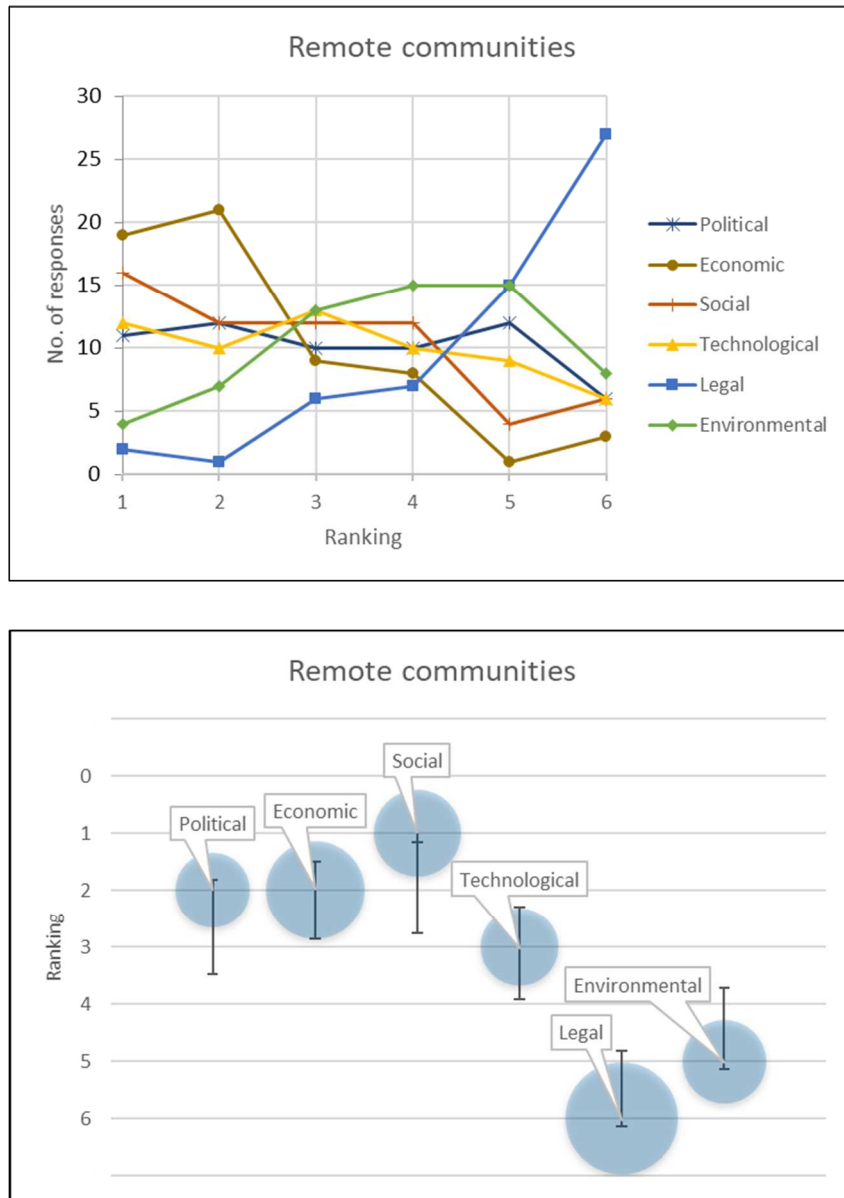 Remote communities
30
25
20
15
10
5
0
No. of responses
1 2 3 4 5 6
Ranking
Political
Economic
Social
Technological
Legal
Environmental
Remote communities
0
1
2
3
4
5
6
Ranking
Social
Economic
Political
Technological
Environmental
Legal